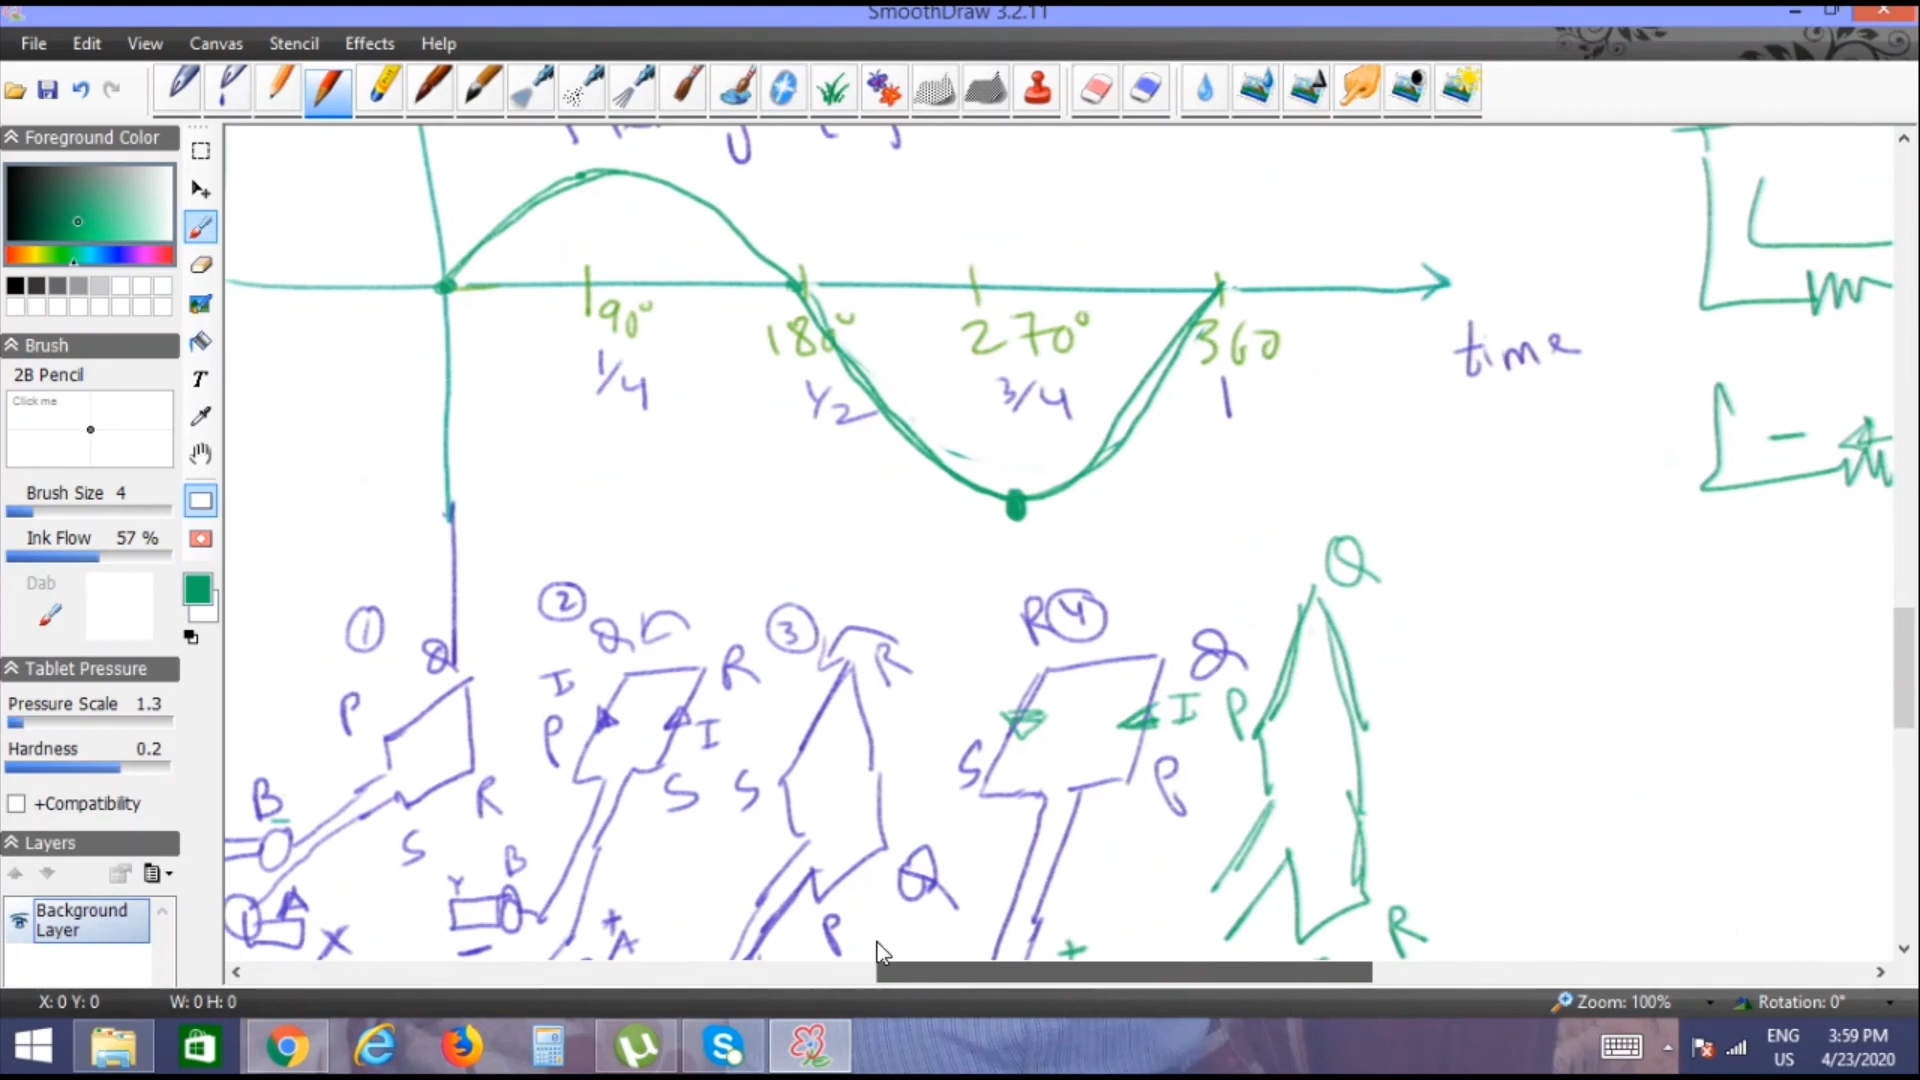 SmoothDraw 3.2.11
File Edit View Canvas Stencil Effects Help
Foreground Color
Brush
2B Pencil
Click me
Brush Size 4
Ink Flow 57 %
Dab
Tablet Pressure
Pressure Scale 1.3
Hardness 0.2
+Compatibility
Layers
Background
Layer
90° 180° 270° 360
1/4 1/2 3/4 1
time
Q
① Q P R S B A X
② Q R I P I S B Y + A −
③ R S Q P
R ④ Q I S P +
P R
X: 0 Y: 0 W: 0 H: 0 Zoom: 100% Rotation: 0°
ENG
US
3:59 PM
4/23/2020